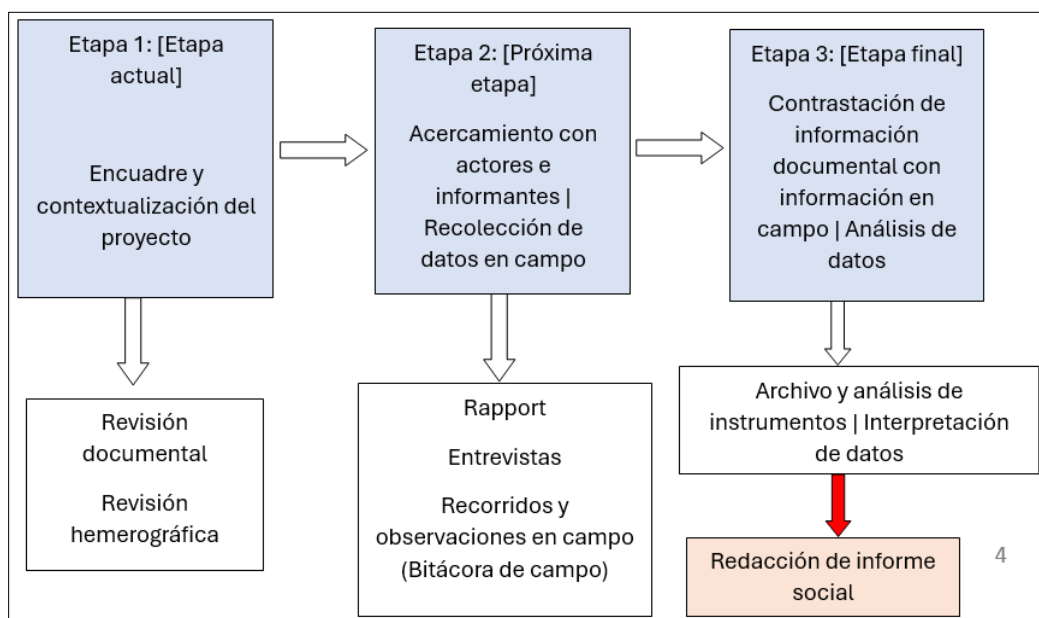 Etapa 1: [Etapa
actual]
Encuadre y
contextualización del
proyecto
Etapa 2: [Próxima
etapa]
Acercamiento con
actores e
informantes |
Recolección de
datos en campo
Etapa 3: [Etapa final]
Contrastación de
información
documental con
información en
campo | Análisis de
datos
Revisión
documental
Revisión
hemerográfica
Rapport
Entrevistas
Recorridos y
observaciones en campo
(Bitácora de campo)
Archivo y análisis de
instrumentos | Interpretación
de datos
Redacción de informe
social
4